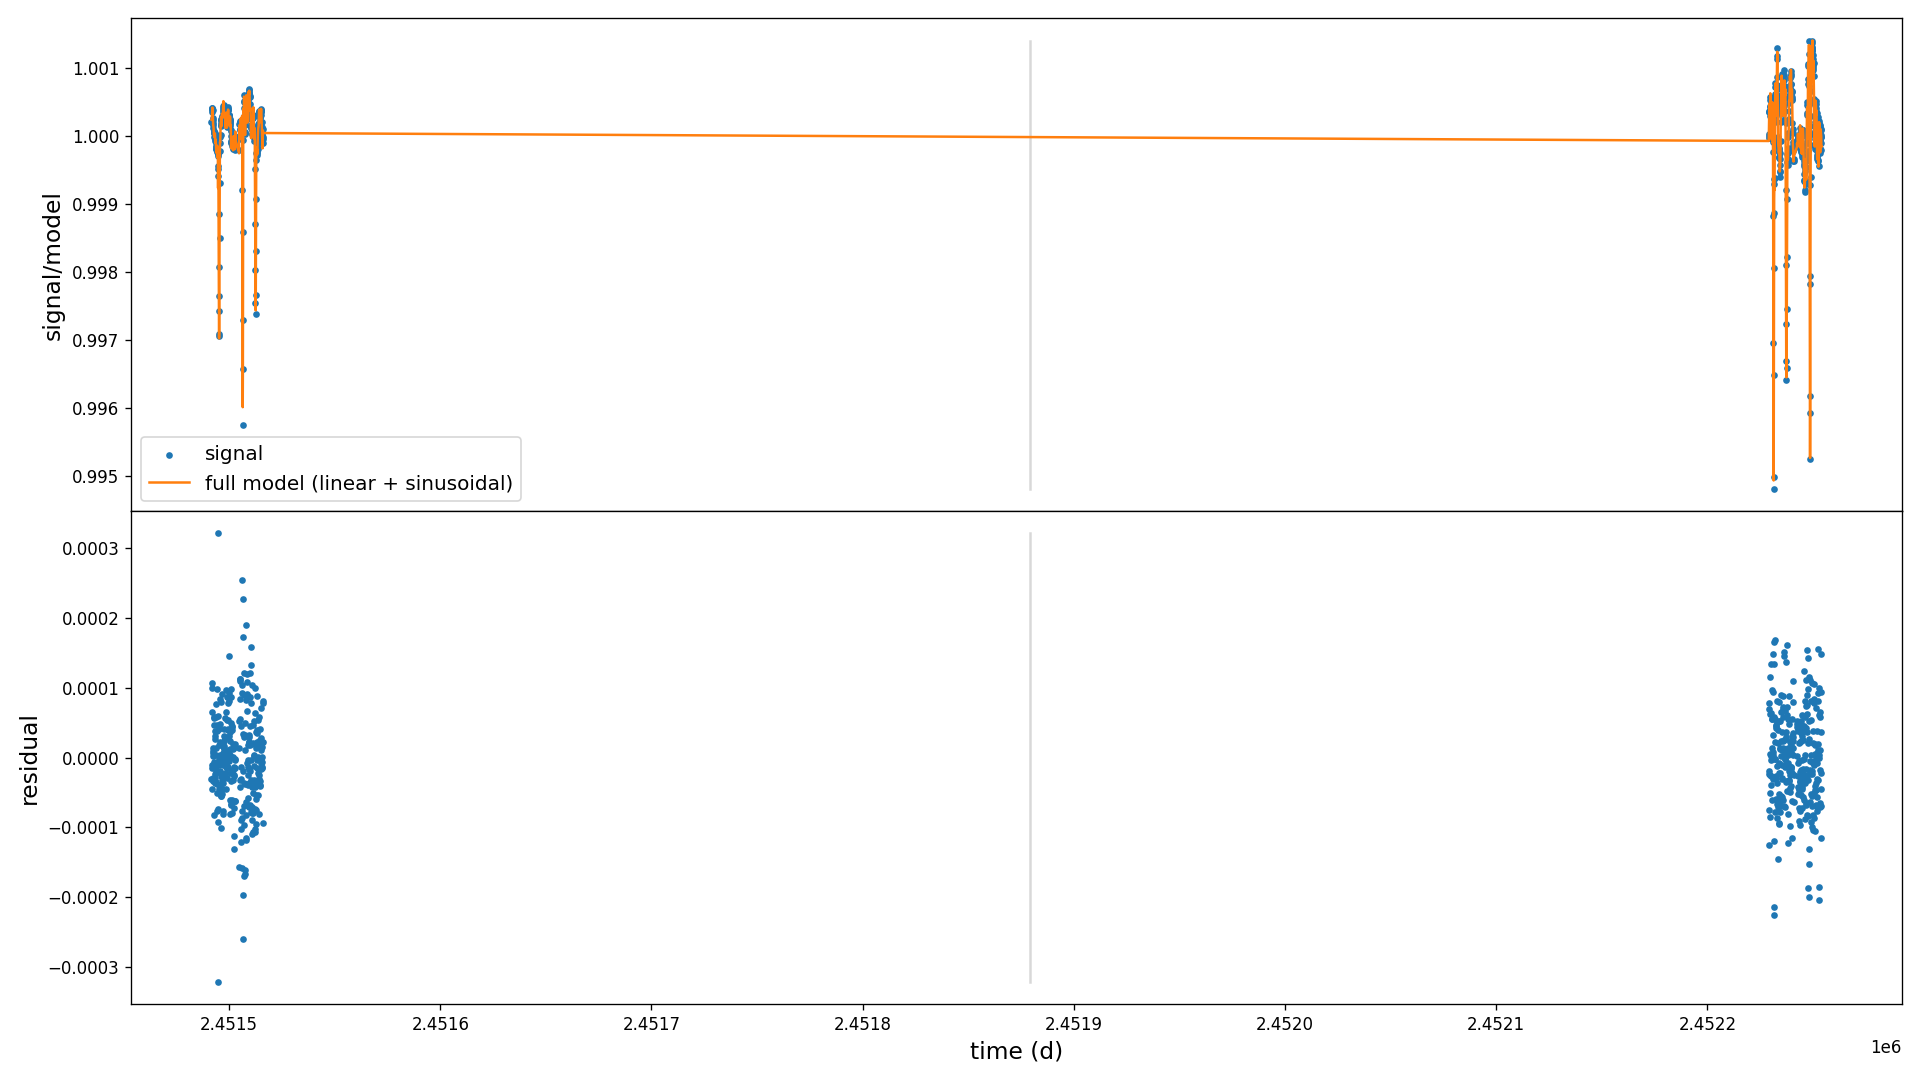 1.001
1.000
0.999
0.998
0.997
0.996
0.995
signal/model
signal
full model (linear + sinusoidal)
0.0003
0.0002
0.0001
0.0000
−0.0001
−0.0002
−0.0003
residual
2.4515 2.4516 2.4517 2.4518 2.4519 2.4520 2.4521 2.4522
1e6
time (d)